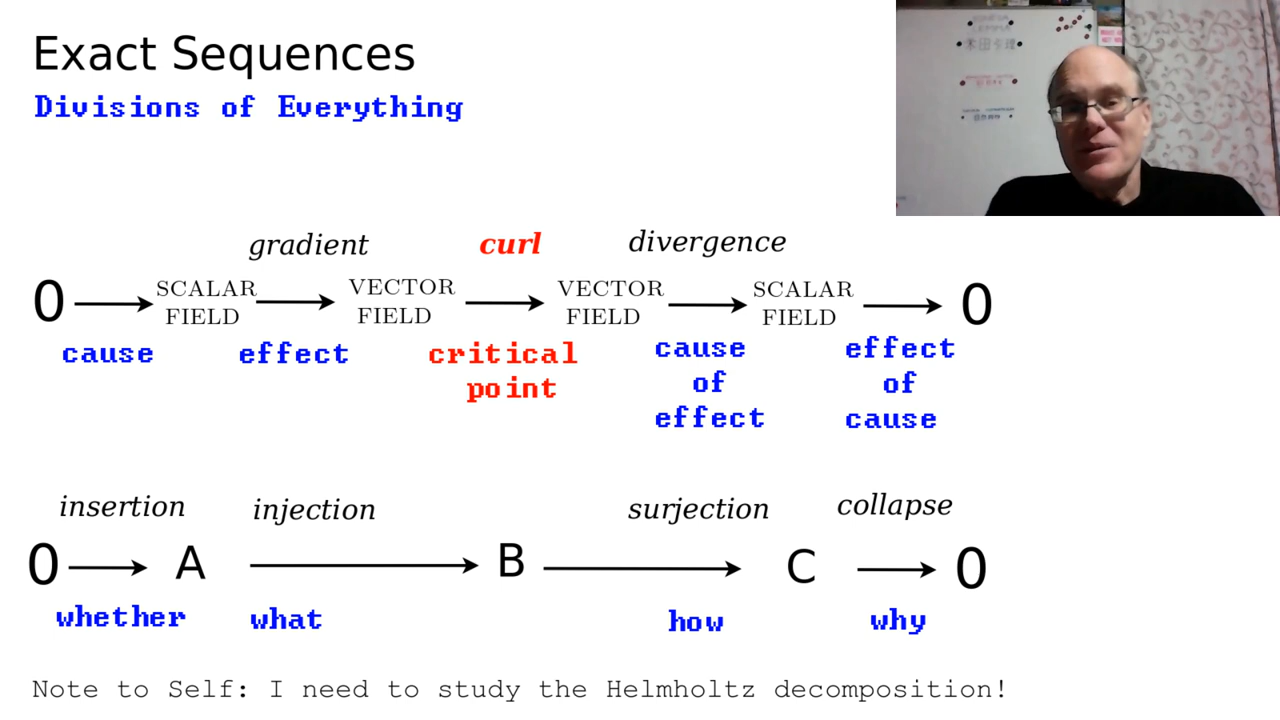 Exact Sequences
Divisions of Everything
gradient curl divergence
0 SCALAR FIELD VECTOR FIELD VECTOR FIELD SCALAR FIELD 0
cause effect critical point cause of effect effect of cause
insertion injection surjection collapse
0 A B C 0
whether what how why
Note to Self: I need to study the Helmholtz decomposition!